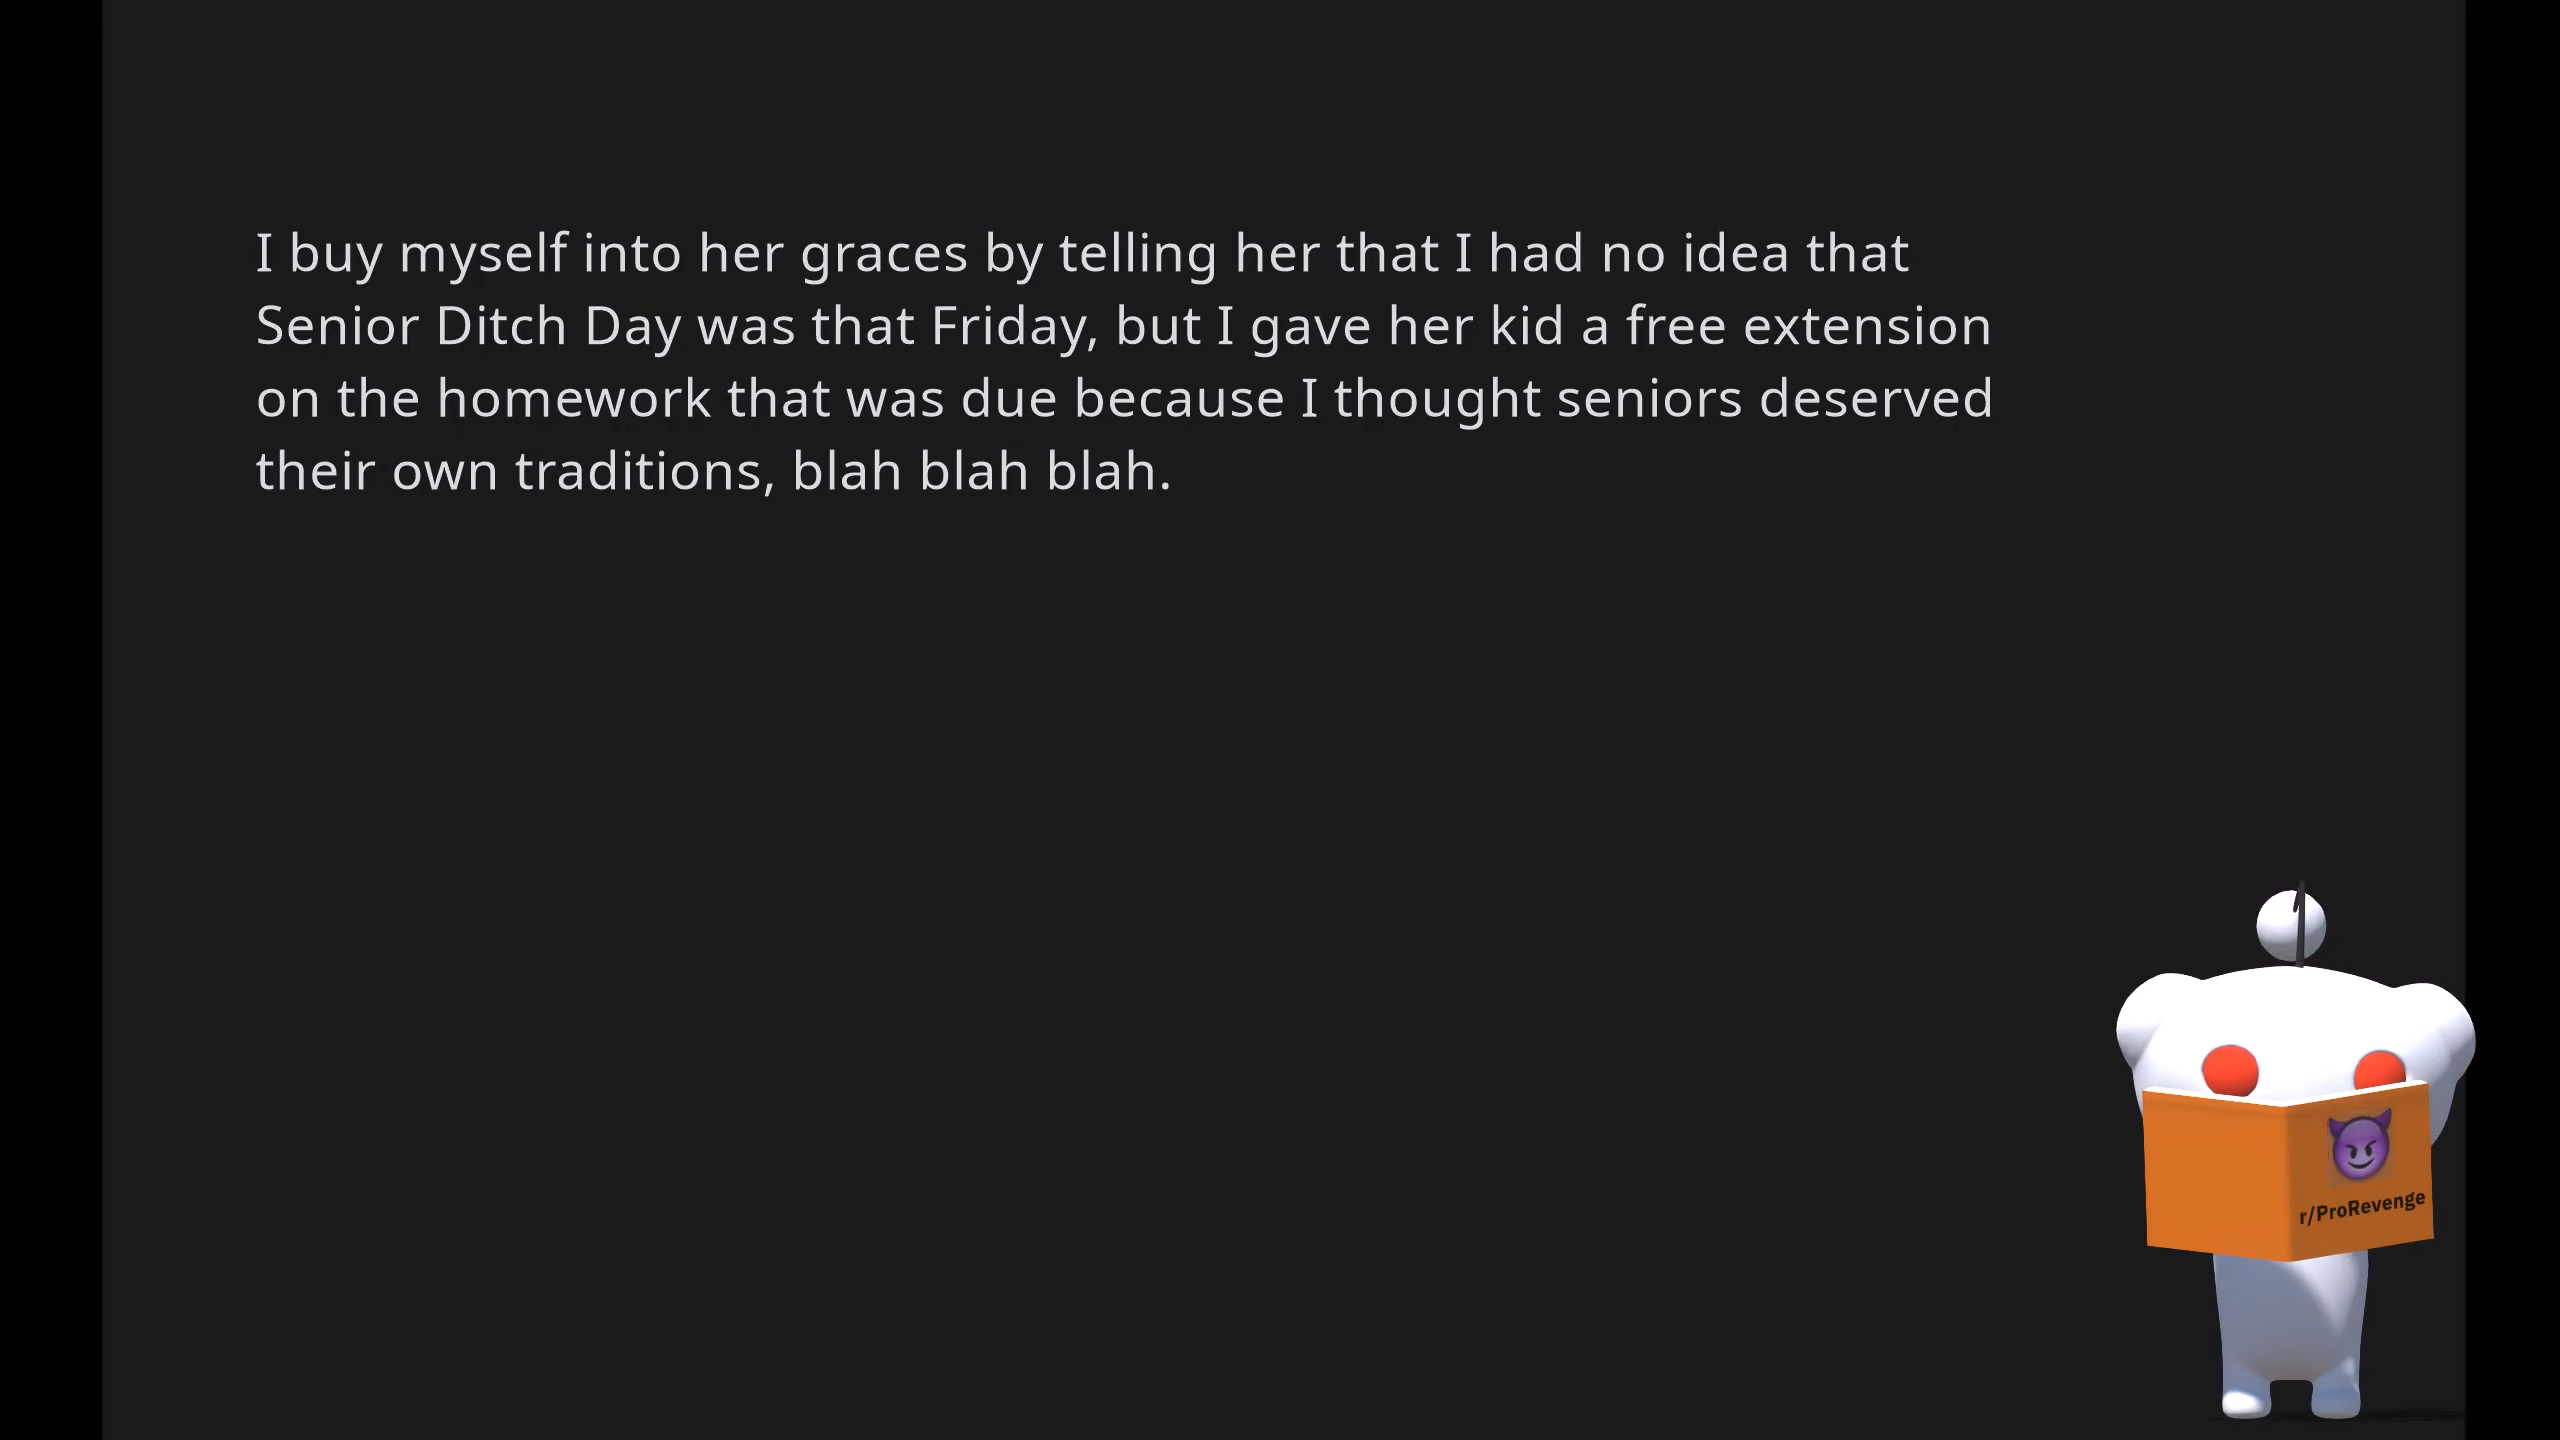 I buy myself into her graces by telling her that I had no idea that
Senior Ditch Day was that Friday, but I gave her kid a free extension
on the homework that was due because I thought seniors deserved
their own traditions, blah blah blah.
r/ProRevenge